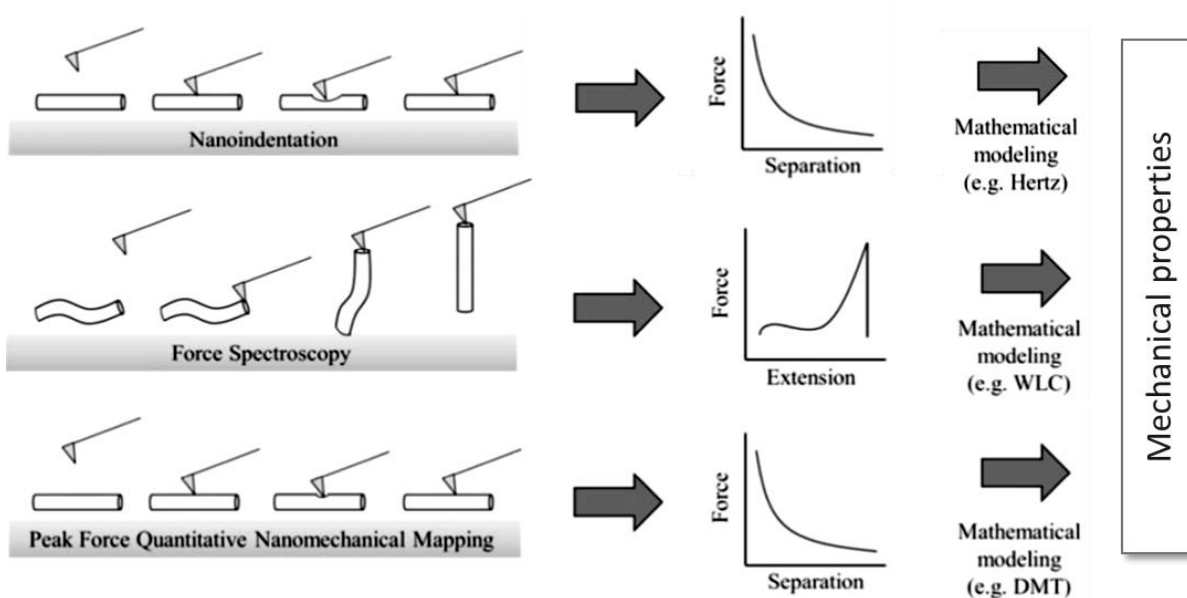 Nanoindentation
Force
Separation
Mathematical
modeling
(e.g. Hertz)
Force Spectroscopy
Force
Extension
Mathematical
modeling
(e.g. WLC)
Peak Force Quantitative Nanomechanical Mapping
Force
Separation
Mathematical
modeling
(e.g. DMT)
Mechanical properties